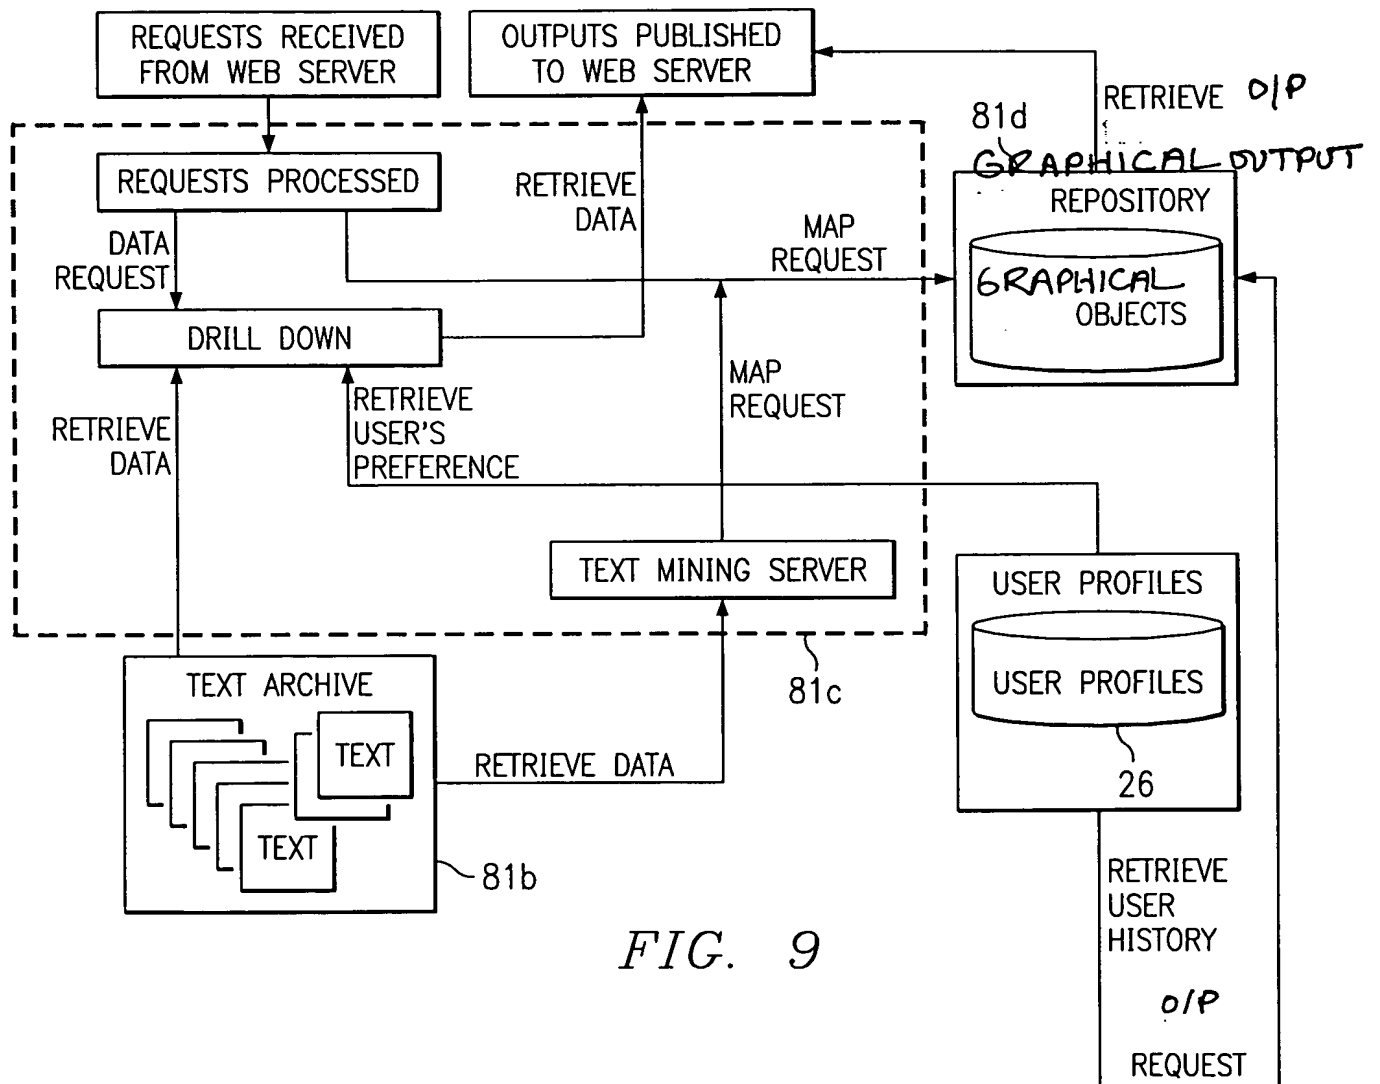 REQUESTS RECEIVED
FROM WEB SERVER
OUTPUTS PUBLISHED
TO WEB SERVER
RETRIEVE O/P
81d
GRAPHICAL OUTPUT
REPOSITORY
GRAPHICAL
OBJECTS
REQUESTS PROCESSED
RETRIEVE
DATA
DATA
REQUEST
MAP
REQUEST
DRILL DOWN
MAP
REQUEST
RETRIEVE
USER'S
PREFERENCE
RETRIEVE
DATA
TEXT MINING SERVER
USER PROFILES
USER PROFILES
26
81c
TEXT ARCHIVE
TEXT
TEXT
81b
RETRIEVE DATA
RETRIEVE
USER
HISTORY
O/P
REQUEST
FIG. 9